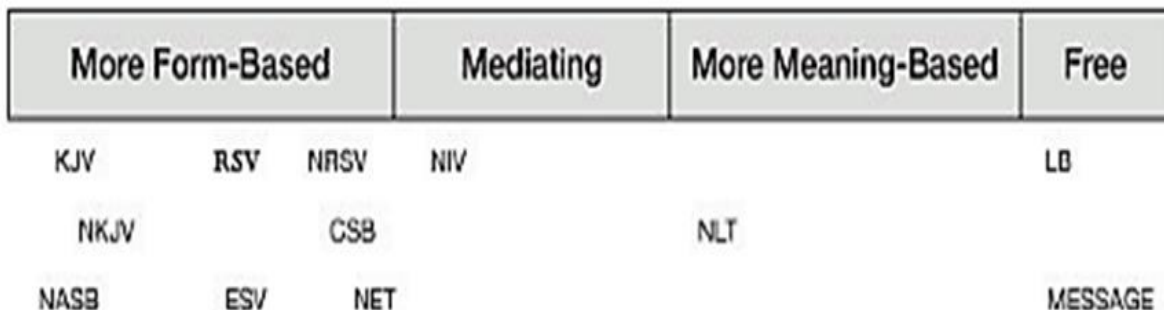 More Form-Based Mediating More Meaning-Based Free
KJV RSV NRSV NIV LB
NKJV CSB NLT
NASB ESV NET MESSAGE